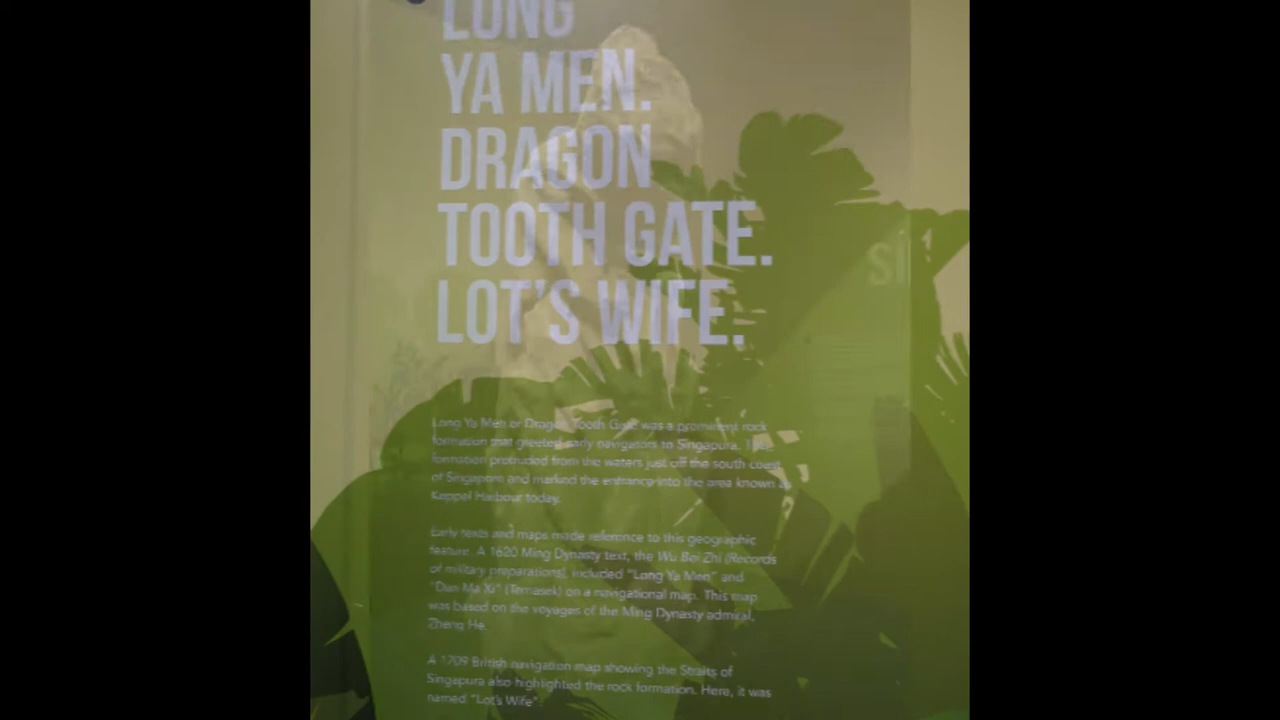 LONG
YA MEN.
DRAGON
TOOTH GATE.
LOT'S WIFE.
SI
Long Ya Men or Dragon Tooth Gate was a prominent rock
formation that greeted early navigators to Singapura. This
formation protruded from the waters just off the south coast
of Singapore and marked the entrance into the area known as
Keppel Harbour today.
Early texts and maps made reference to this geographic
feature. A 1620 Ming Dynasty text, the Wu Bei Zhi (Records
of military preparations), included "Long Ya Men" and
"Dan Ma Xi" (Temasek) on a navigational map. This map
was based on the voyages of the Ming Dynasty admiral,
Zheng He.
A 1709 British navigation map showing the Straits of
Singapura also highlighted the rock formation. Here, it was
named "Lot's Wife".